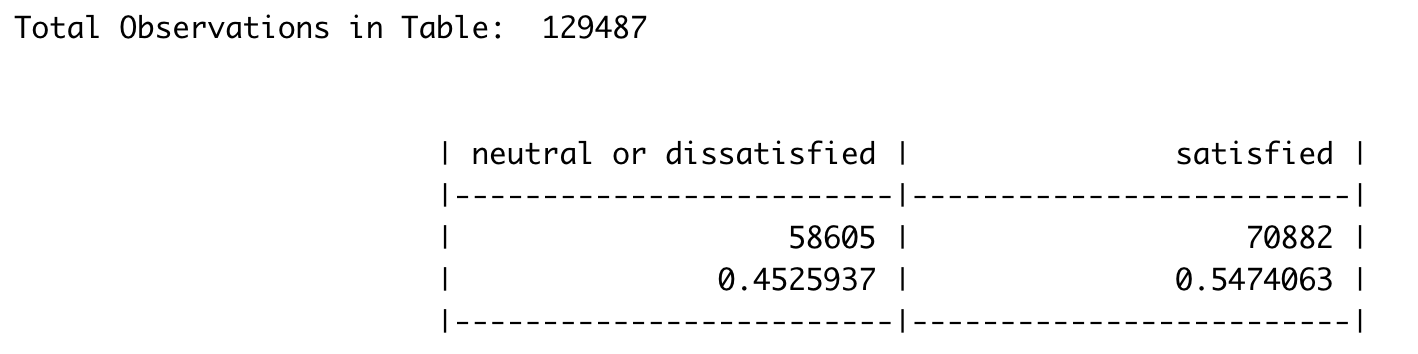 Total Observations in Table:  129487
| neutral or dissatisfied |               satisfied |
|-------------------------|-------------------------|
|                   58605 |                   70882 |
|               0.4525937 |               0.5474063 |
|-------------------------|-------------------------|